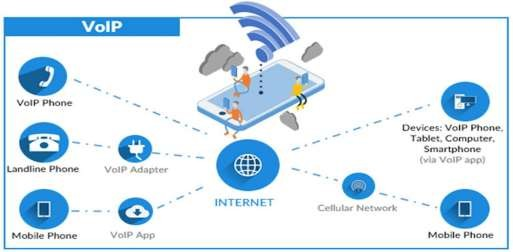 VoIP
VoIP Phone
Landline Phone
VoIP Adapter
Mobile Phone
VoIP App
INTERNET
Cellular Network
Devices: VoIP Phone,
Tablet, Computer,
Smartphone
(via VoIP app)
Mobile Phone